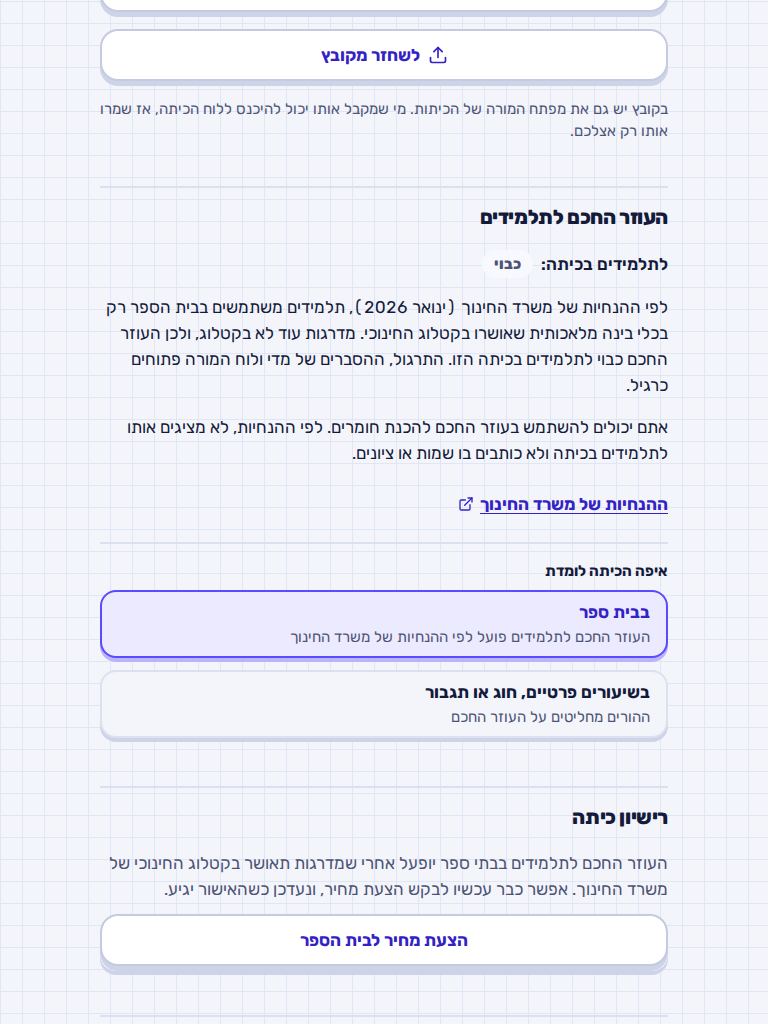 לשחזר מקובץ
בקובץ יש גם את מפתח המורה של הכיתות. מי שמקבל אותו יכול להיכנס ללוח הכיתה, אז שמרו
אותו רק אצלכם.
העוזר החכם לתלמידים
לתלמידים בכיתה: כבוי
לפי ההנחיות של משרד החינוך (ינואר 2026), תלמידים משתמשים בבית הספר רק
בכלי בינה מלאכותית שאושרו בקטלוג החינוכי. מדרגות עוד לא בקטלוג, ולכן העוזר
החכם כבוי לתלמידים בכיתה הזו. התרגול, ההסברים של מדי ולוח המורה פתוחים
כרגיל.
אתם יכולים להשתמש בעוזר החכם להכנת חומרים. לפי ההנחיות, לא מציגים אותו
לתלמידים בכיתה ולא כותבים בו שמות או ציונים.
ההנחיות של משרד החינוך
איפה הכיתה לומדת
בבית ספר
העוזר החכם לתלמידים פועל לפי ההנחיות של משרד החינוך
בשיעורים פרטיים, חוג או תגבור
ההורים מחליטים על העוזר החכם
רישיון כיתה
העוזר החכם לתלמידים בבתי ספר יופעל אחרי שמדרגות תאושר בקטלוג החינוכי של
משרד החינוך. אפשר כבר עכשיו לבקש הצעת מחיר, ונעדכן כשהאישור יגיע.
הצעת מחיר לבית הספר